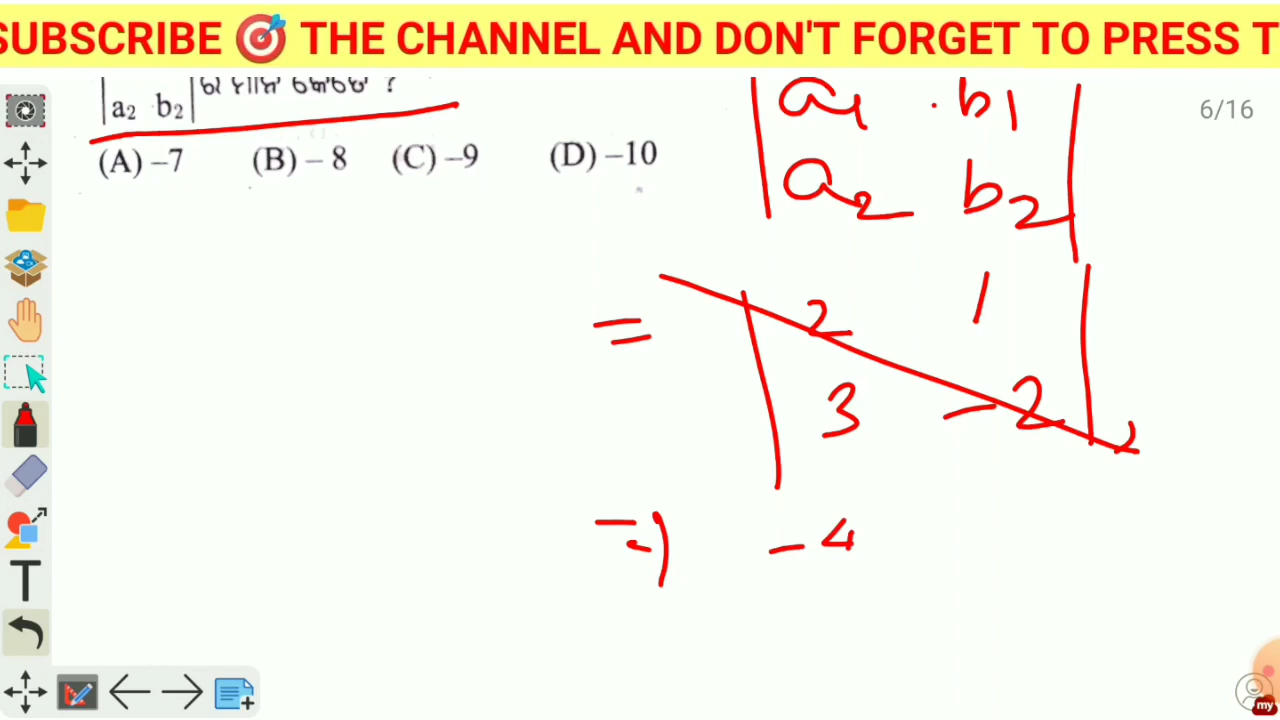 SUBSCRIBE 🎯 THE CHANNEL AND DON'T FORGET TO PRESS T
6/16
|a₂ b₂| ?
(A) –7 (B) – 8 (C) –9 (D) –10
a₁ b₁
a₂ b₂
= 2 1
3 –2
⇒ –4
T
my